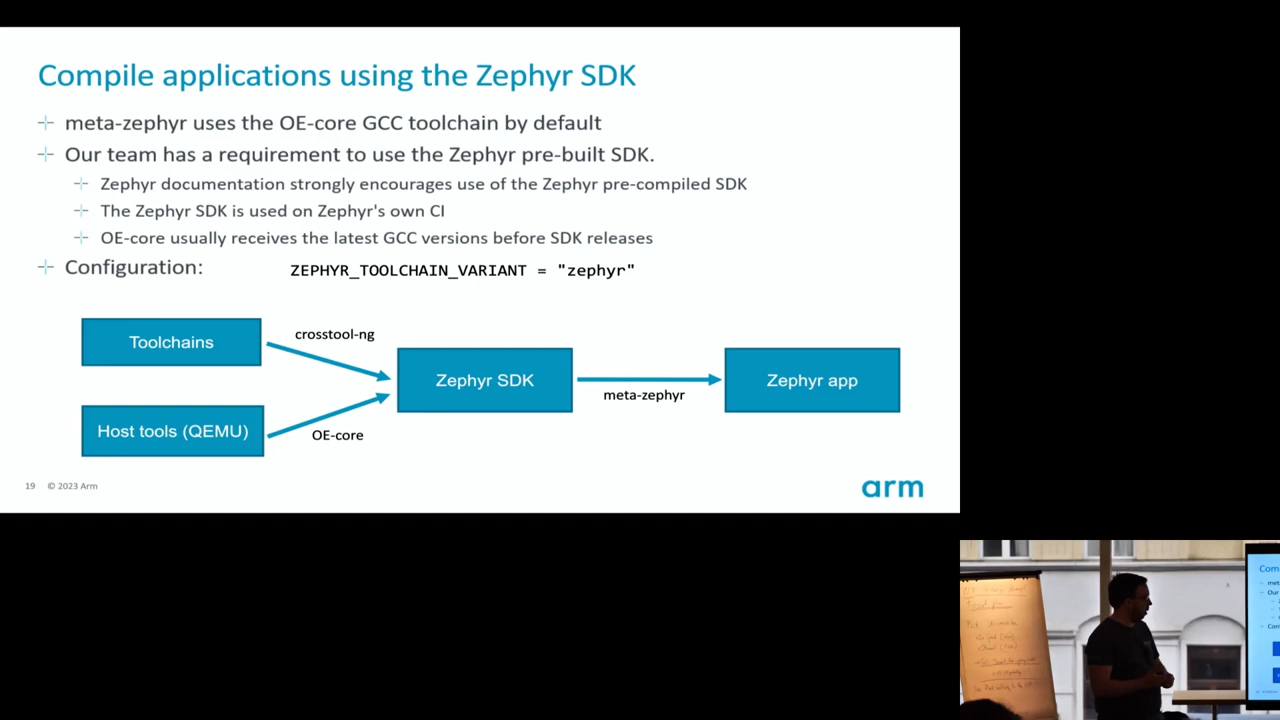 Compile applications using the Zephyr SDK
meta-zephyr uses the OE-core GCC toolchain by default
Our team has a requirement to use the Zephyr pre-built SDK.
Zephyr documentation strongly encourages use of the Zephyr pre-compiled SDK
The Zephyr SDK is used on Zephyr's own CI
OE-core usually receives the latest GCC versions before SDK releases
Configuration: ZEPHYR_TOOLCHAIN_VARIANT = "zephyr"
Toolchains
crosstool-ng
Host tools (QEMU)
OE-core
Zephyr SDK
meta-zephyr
Zephyr app
19 © 2023 Arm
arm